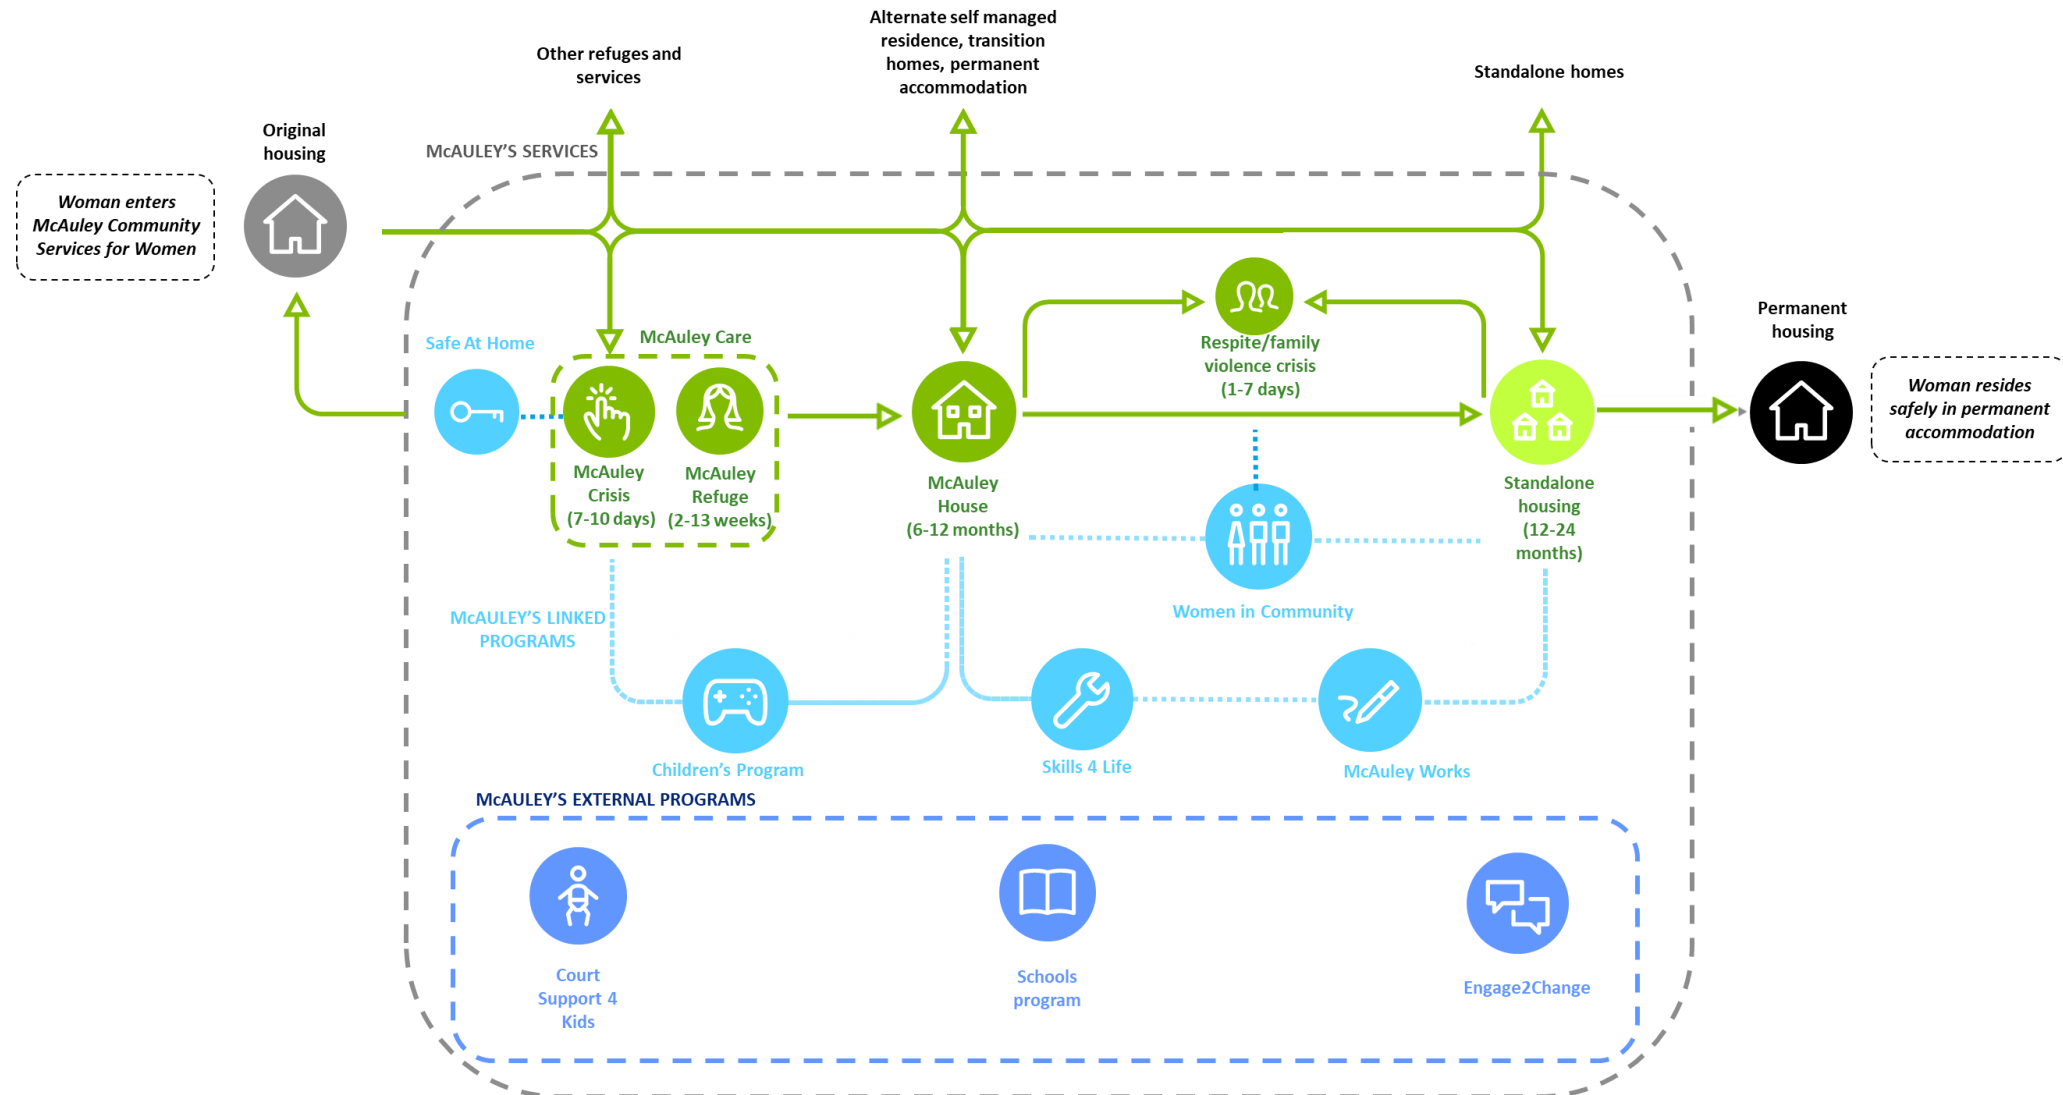 Alternate self managed
residence, transition
homes, permanent
accommodation
Other refuges and
services
Standalone homes
Original
housing
McAULEY'S SERVICES
Woman enters
McAuley Community
Services for Women
Safe At Home
McAuley Care
Respite/family
violence crisis
(1-7 days)
Permanent
housing
Woman resides
safely in permanent
accommodation
McAuley
Crisis
(7-10 days)
McAuley
Refuge
(2-13 weeks)
McAuley
House
(6-12 months)
Standalone
housing
(12-24
months)
Women in Community
McAULEY'S LINKED
PROGRAMS
Children's Program
Skills 4 Life
McAuley Works
McAULEY'S EXTERNAL PROGRAMS
Court
Support 4
Kids
Schools
program
Engage2Change